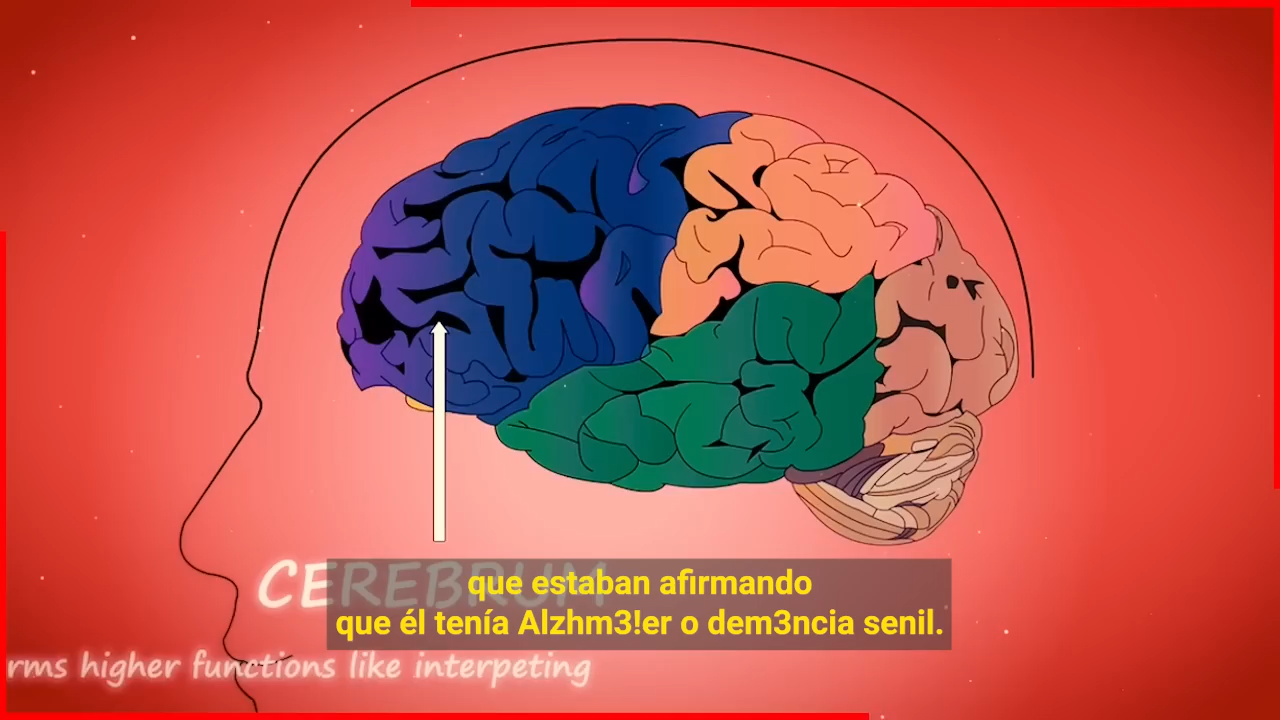 CEREBRUM
que estaban afirmando
que él tenía Alzhm3!er o dem3ncia senil.
rms higher functions like interpeting